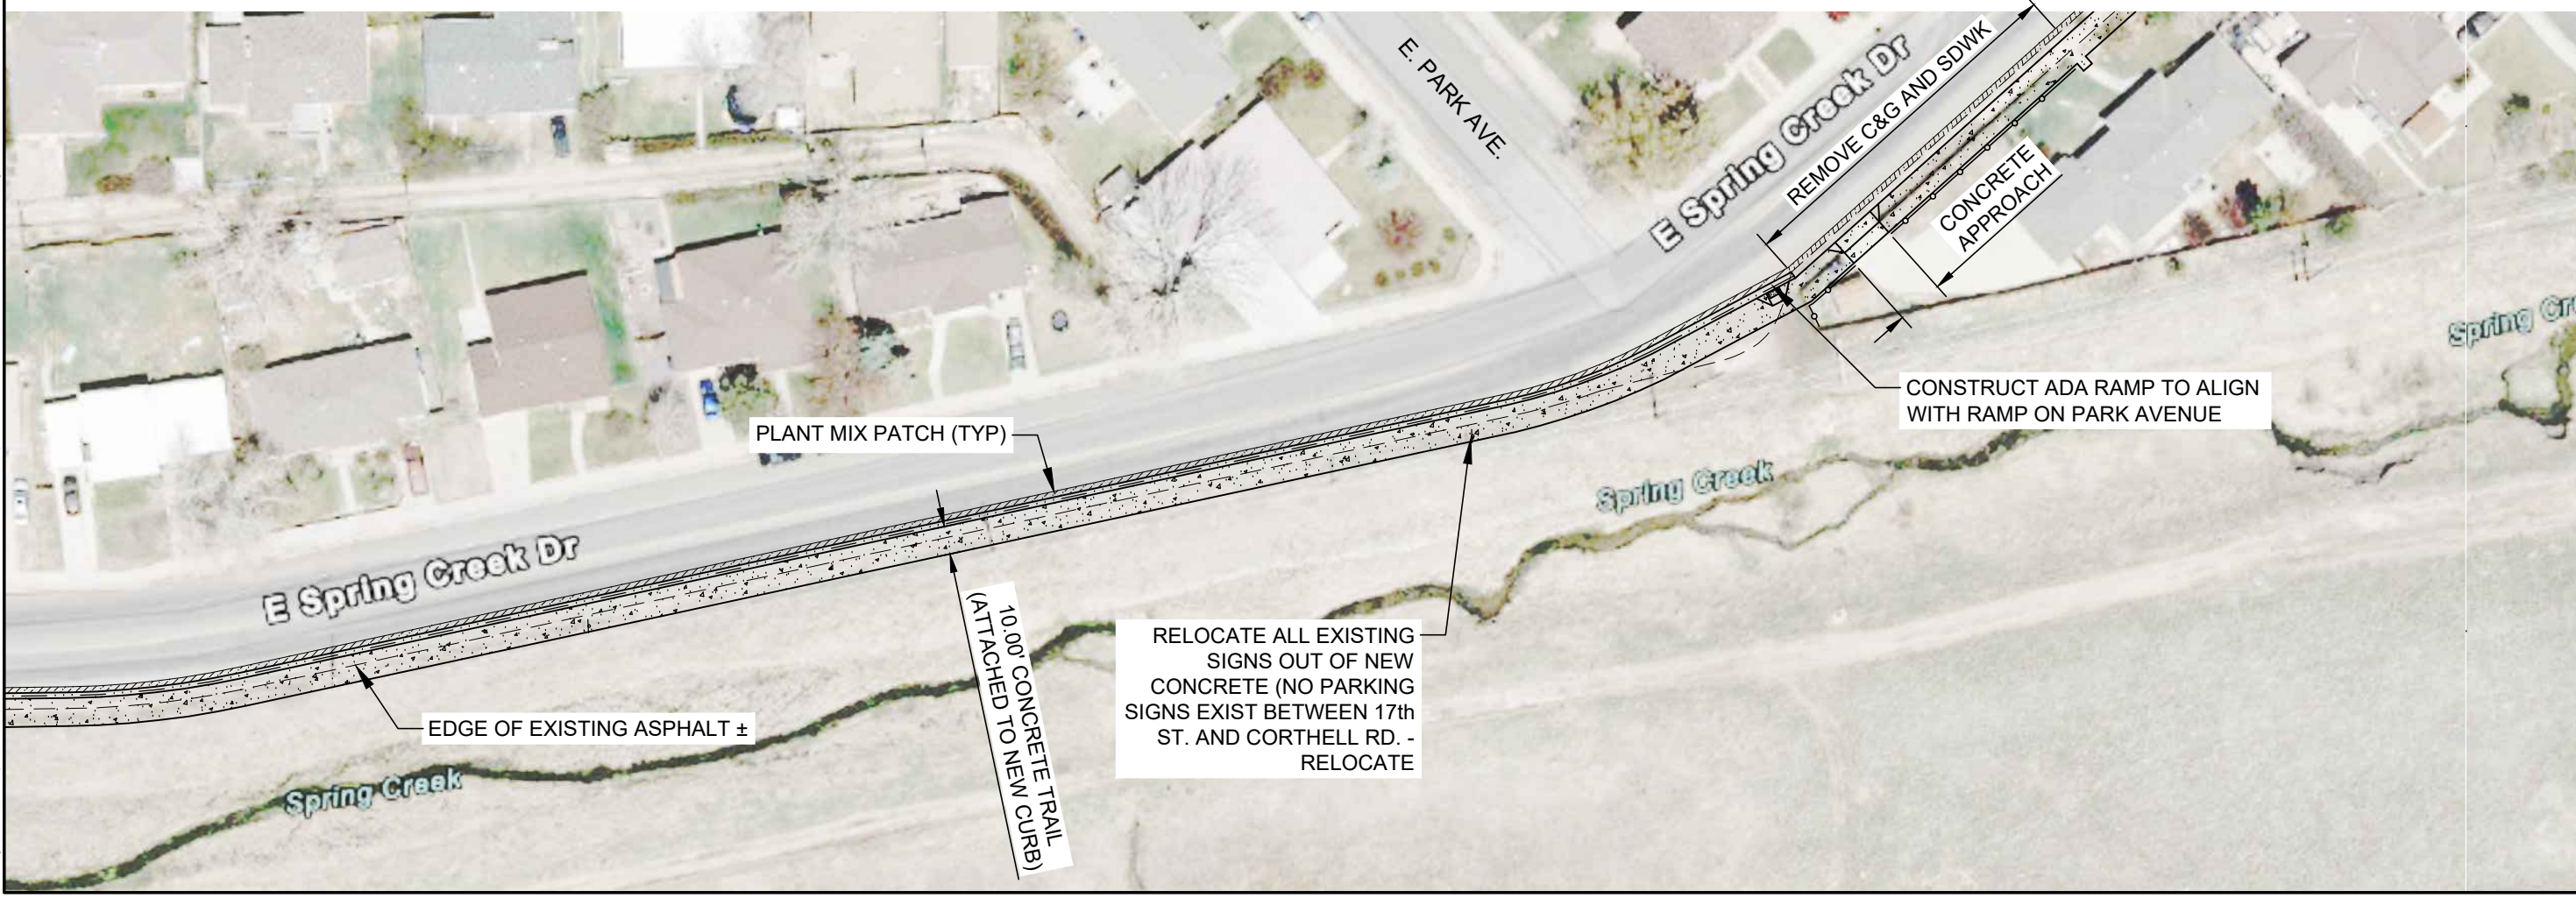 E. PARK AVE.
E Spring Creek Dr
REMOVE C&G AND SDWK
CONCRETE
APPROACH
Spring Cr
CONSTRUCT ADA RAMP TO ALIGN
WITH RAMP ON PARK AVENUE
PLANT MIX PATCH (TYP)
Spring Creek
E Spring Creek Dr
10.00' CONCRETE TRAIL
(ATTACHED TO NEW CURB)
RELOCATE ALL EXISTING
SIGNS OUT OF NEW
CONCRETE (NO PARKING
SIGNS EXIST BETWEEN 17th
ST. AND CORTHELL RD. -
RELOCATE
EDGE OF EXISTING ASPHALT ±
Spring Creek